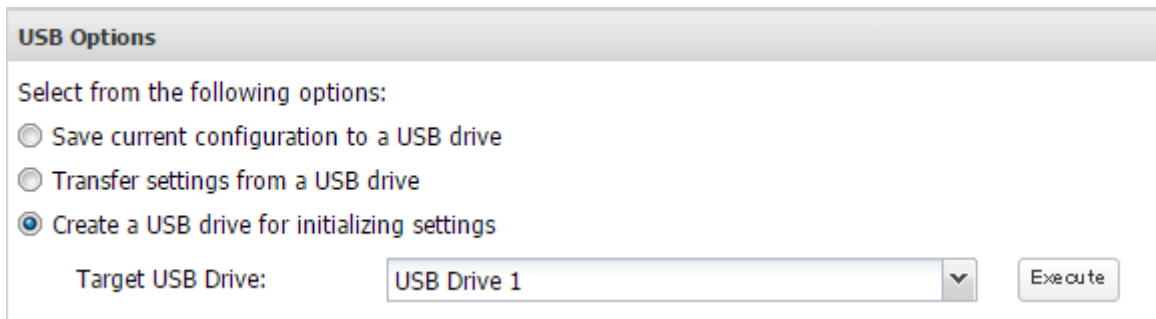 USB Options
Select from the following options:
Save current configuration to a USB drive
Transfer settings from a USB drive
Create a USB drive for initializing settings
Target USB Drive: USB Drive 1 Execute